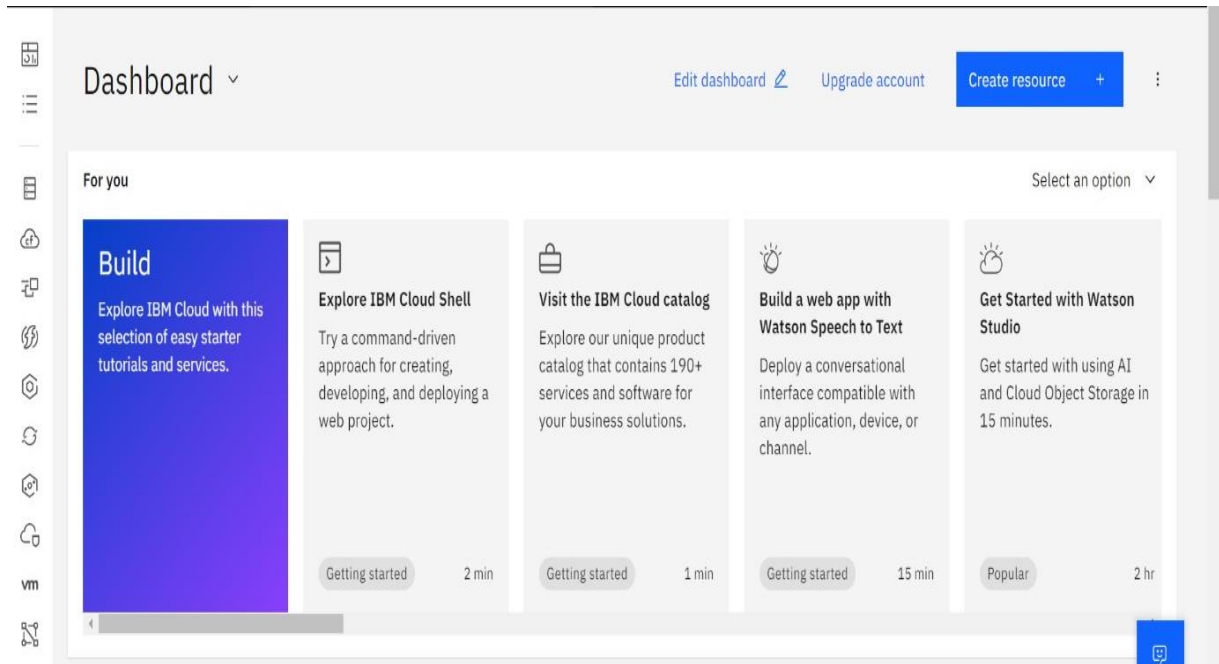 Dashboard
Edit dashboard
Upgrade account
Create resource +
For you
Select an option
Build
Explore IBM Cloud with this
selection of easy starter
tutorials and services.
Explore IBM Cloud Shell
Try a command-driven
approach for creating,
developing, and deploying a
web project.
Getting started
2 min
Visit the IBM Cloud catalog
Explore our unique product
catalog that contains 190+
services and software for
your business solutions.
Getting started
1 min
Build a web app with
Watson Speech to Text
Deploy a conversational
interface compatible with
any application, device, or
channel.
Getting started
15 min
Get Started with Watson
Studio
Get started with using AI
and Cloud Object Storage in
15 minutes.
Popular
2 hr
cf
vm